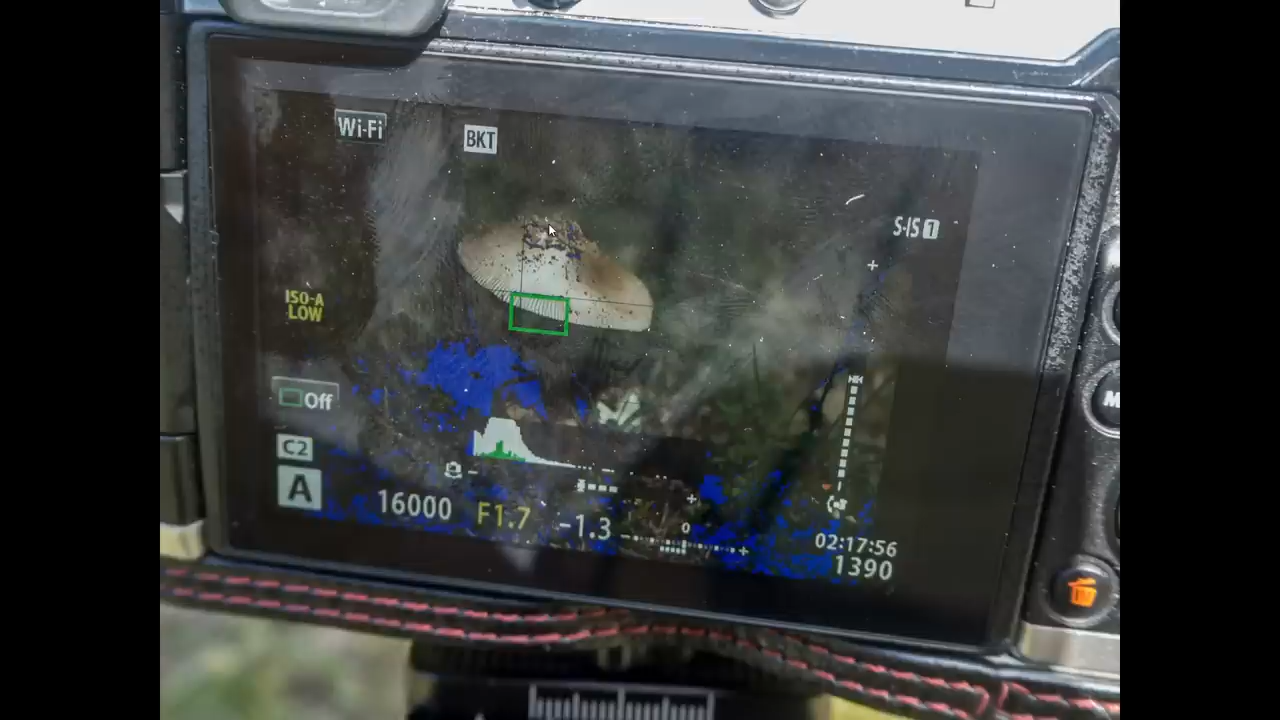 Wi-Fi
BKT
S-IS 1
ISO-A
LOW
Off
C2
A
16000 F1.7 -1.3
0
02:17:56
1390
M